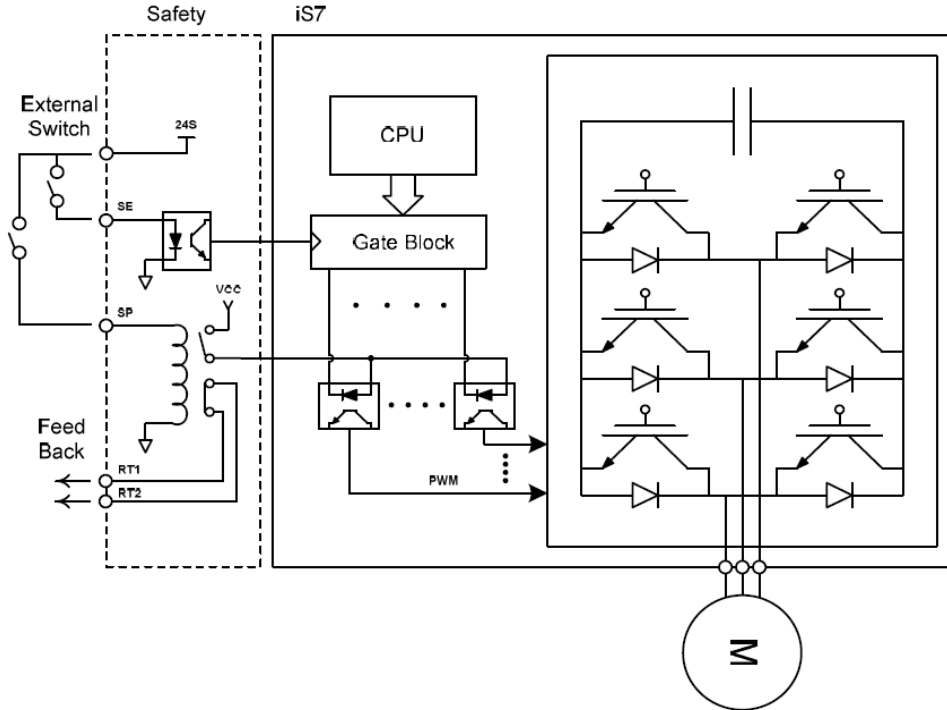 Safety
iS7
External
Switch
24S
CPU
SE
Gate Block
VCC
SP
Feed
Back
RT1
RT2
PWM
M